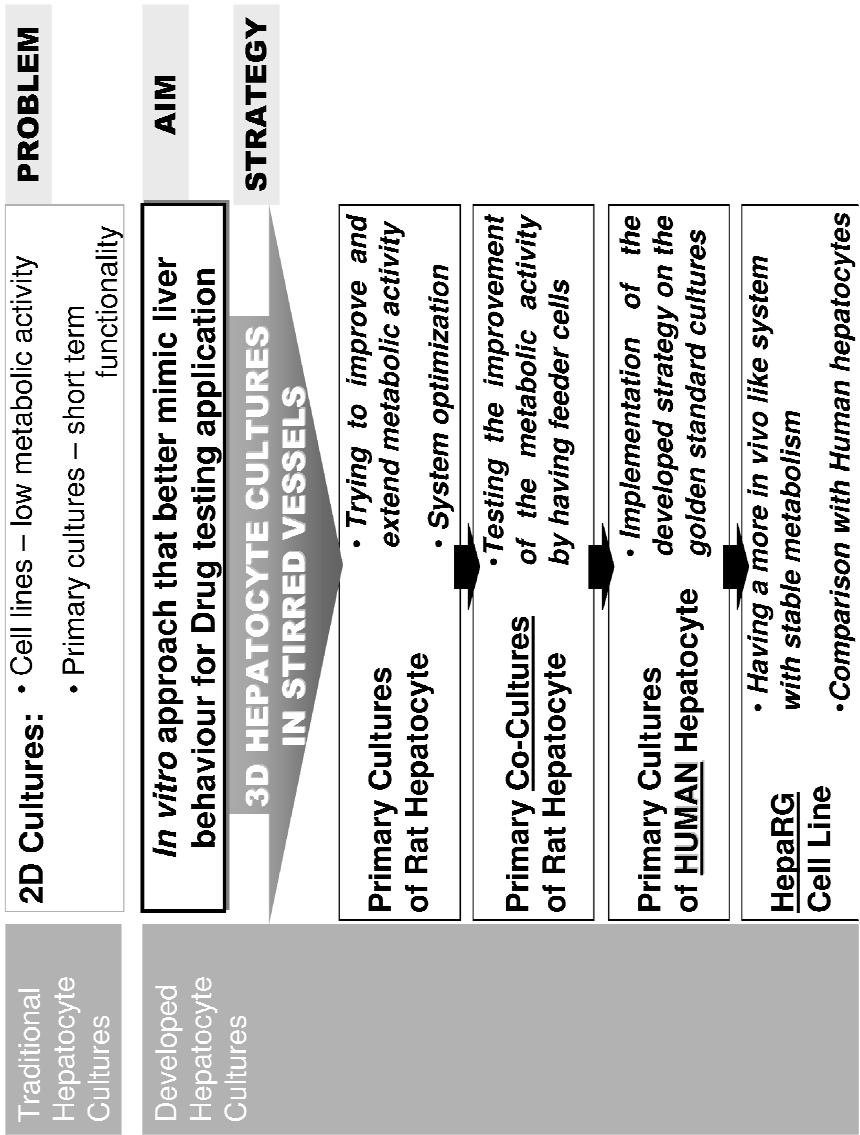 Traditional
Hepatocyte
Cultures
2D Cultures:
• Cell lines – low metabolic activity
• Primary cultures – short term
functionality
PROBLEM
Developed
Hepatocyte
Cultures
In vitro approach that better mimic liver
behaviour for Drug testing application
AIM
3D HEPATOCYTE CULTURES
IN STIRRED VESSELS
STRATEGY
Primary Cultures
of Rat Hepatocyte
• Trying to improve and
extend metabolic activity
• System optimization
Primary Co-Cultures
of Rat Hepatocyte
•Testing the improvement
of the metabolic activity
by having feeder cells
Primary Cultures
of HUMAN Hepatocyte
• Implementation of the
developed strategy on the
golden standard cultures
HepaRG
Cell Line
• Having a more in vivo like system
with stable metabolism
•Comparison with Human hepatocytes